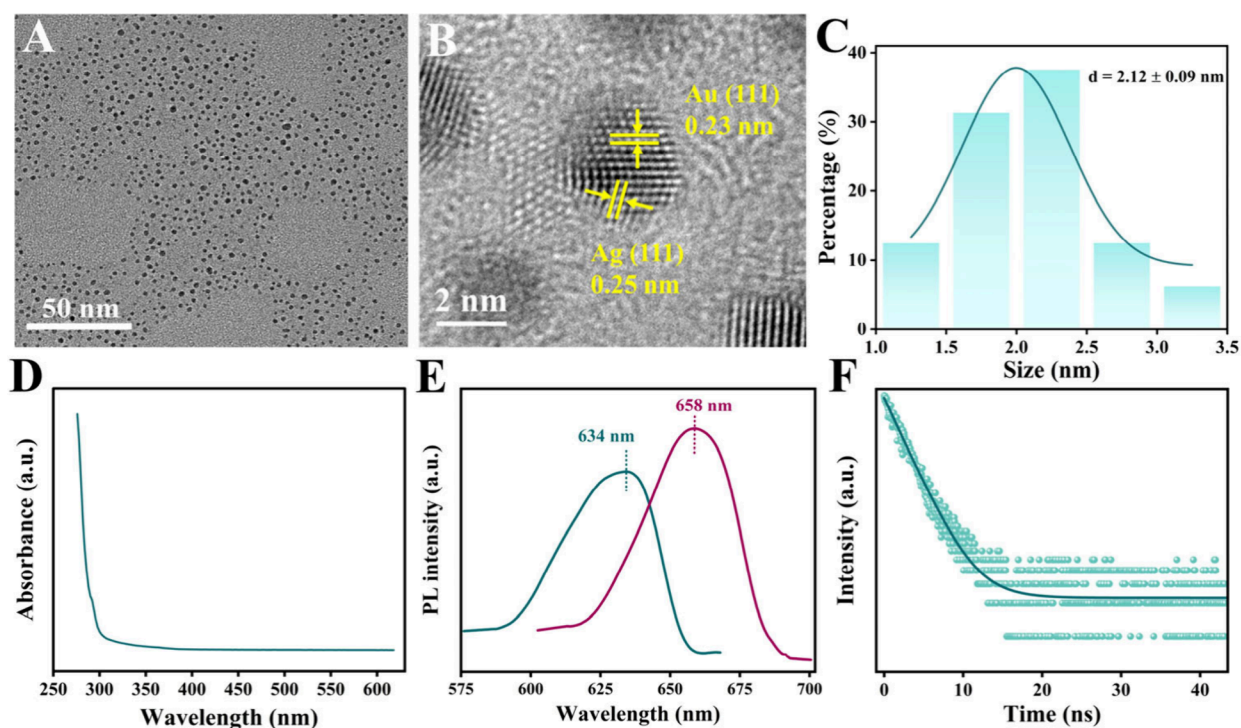 A
50 nm
B
Au (111)
0.23 nm
Ag (111)
0.25 nm
2 nm
C
d = 2.12 ± 0.09 nm
Percentage (%)
40
30
20
10
0
1.0 1.5 2.0 2.5 3.0 3.5
Size (nm)
D
Absorbance (a.u.)
250 300 350 400 450 500 550 600
Wavelength (nm)
E
658 nm
634 nm
PL intensity (a.u.)
575 600 625 650 675 700
Wavelength (nm)
F
Intensity (a.u.)
0 10 20 30 40
Time (ns)